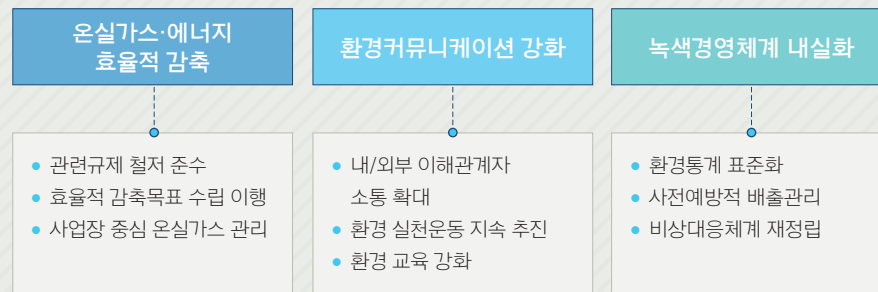 온실가스·에너지
효율적 감축
• 관련규제 철저 준수
• 효율적 감축목표 수립 이행
• 사업장 중심 온실가스 관리
환경커뮤니케이션 강화
• 내/외부 이해관계자
소통 확대
• 환경 실천운동 지속 추진
• 환경 교육 강화
녹색경영체계 내실화
• 환경통계 표준화
• 사전예방적 배출관리
• 비상대응체계 재정립